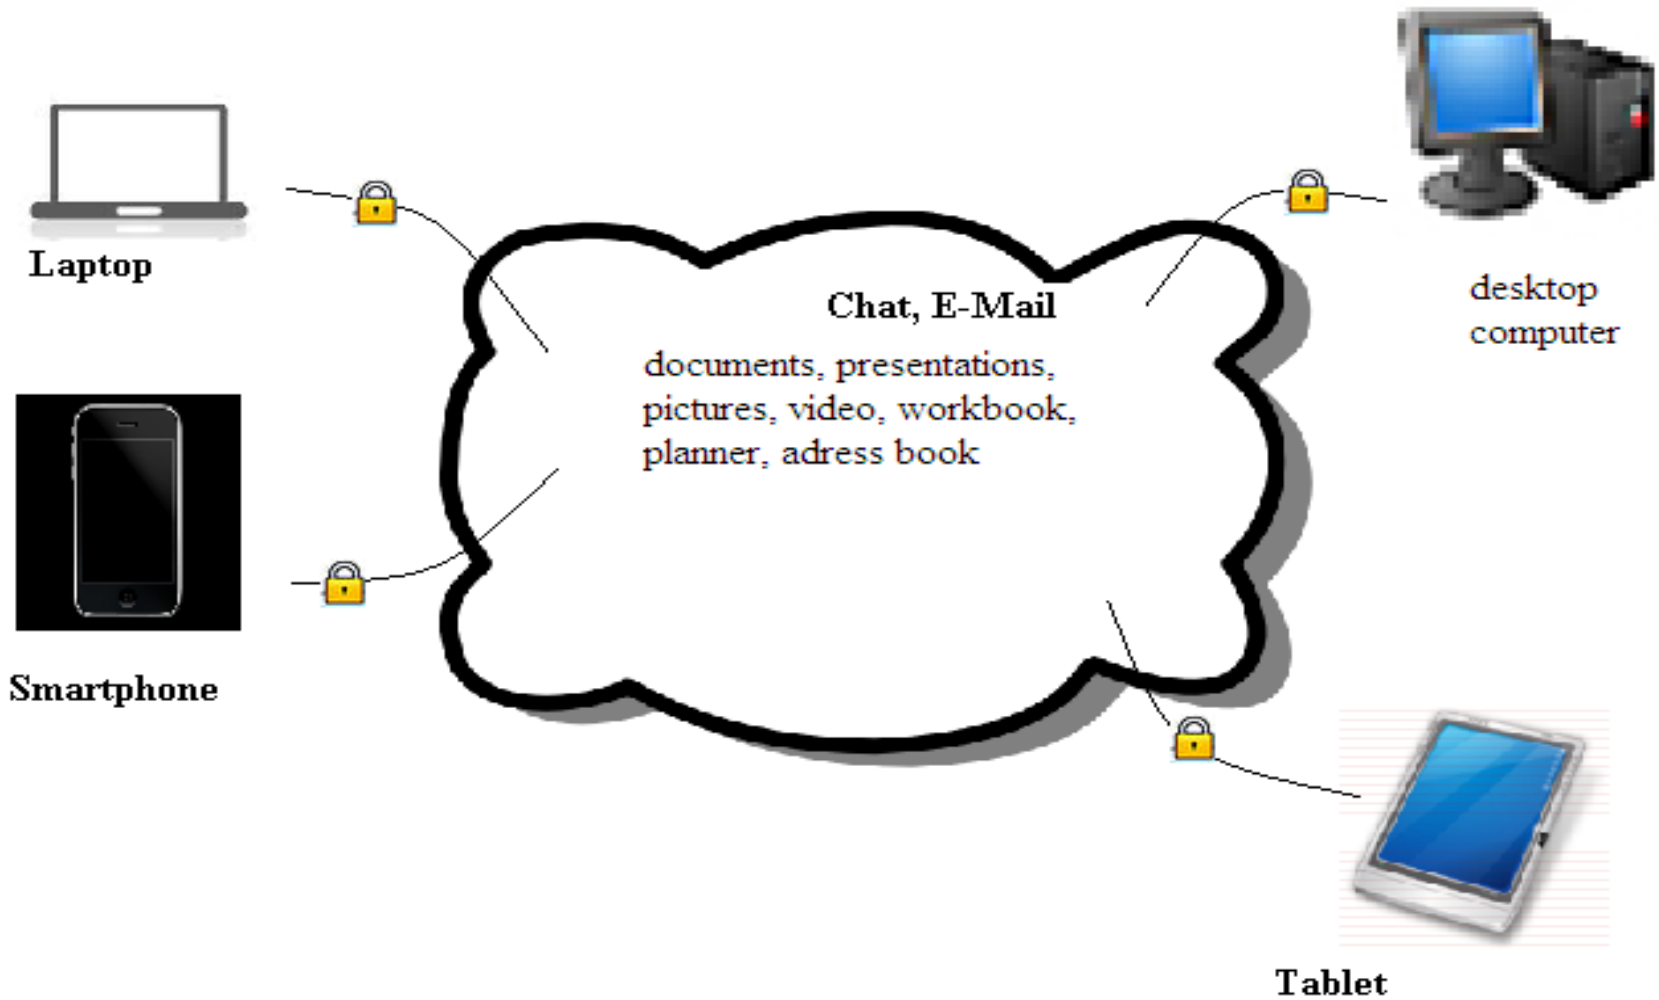 Laptop
Chat, E-Mail
desktop
computer
documents, presentations,
pictures, video, workbook,
planner, adress book
Smartphone
Tablet